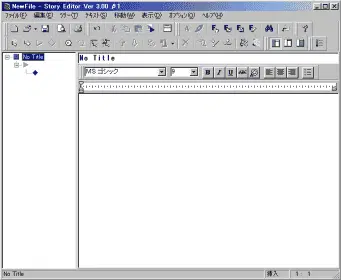 NewFile - Story Editor Ver 3.00 β1-
ファイル(F) 編集(E) ツリー(T) テキスト(S) 移動(W) 表示(D) オプション(O) ヘルプ(H)
No Title
No Title
MS ゴシック 9 B I U ABC
No Title 挿入 1: 1